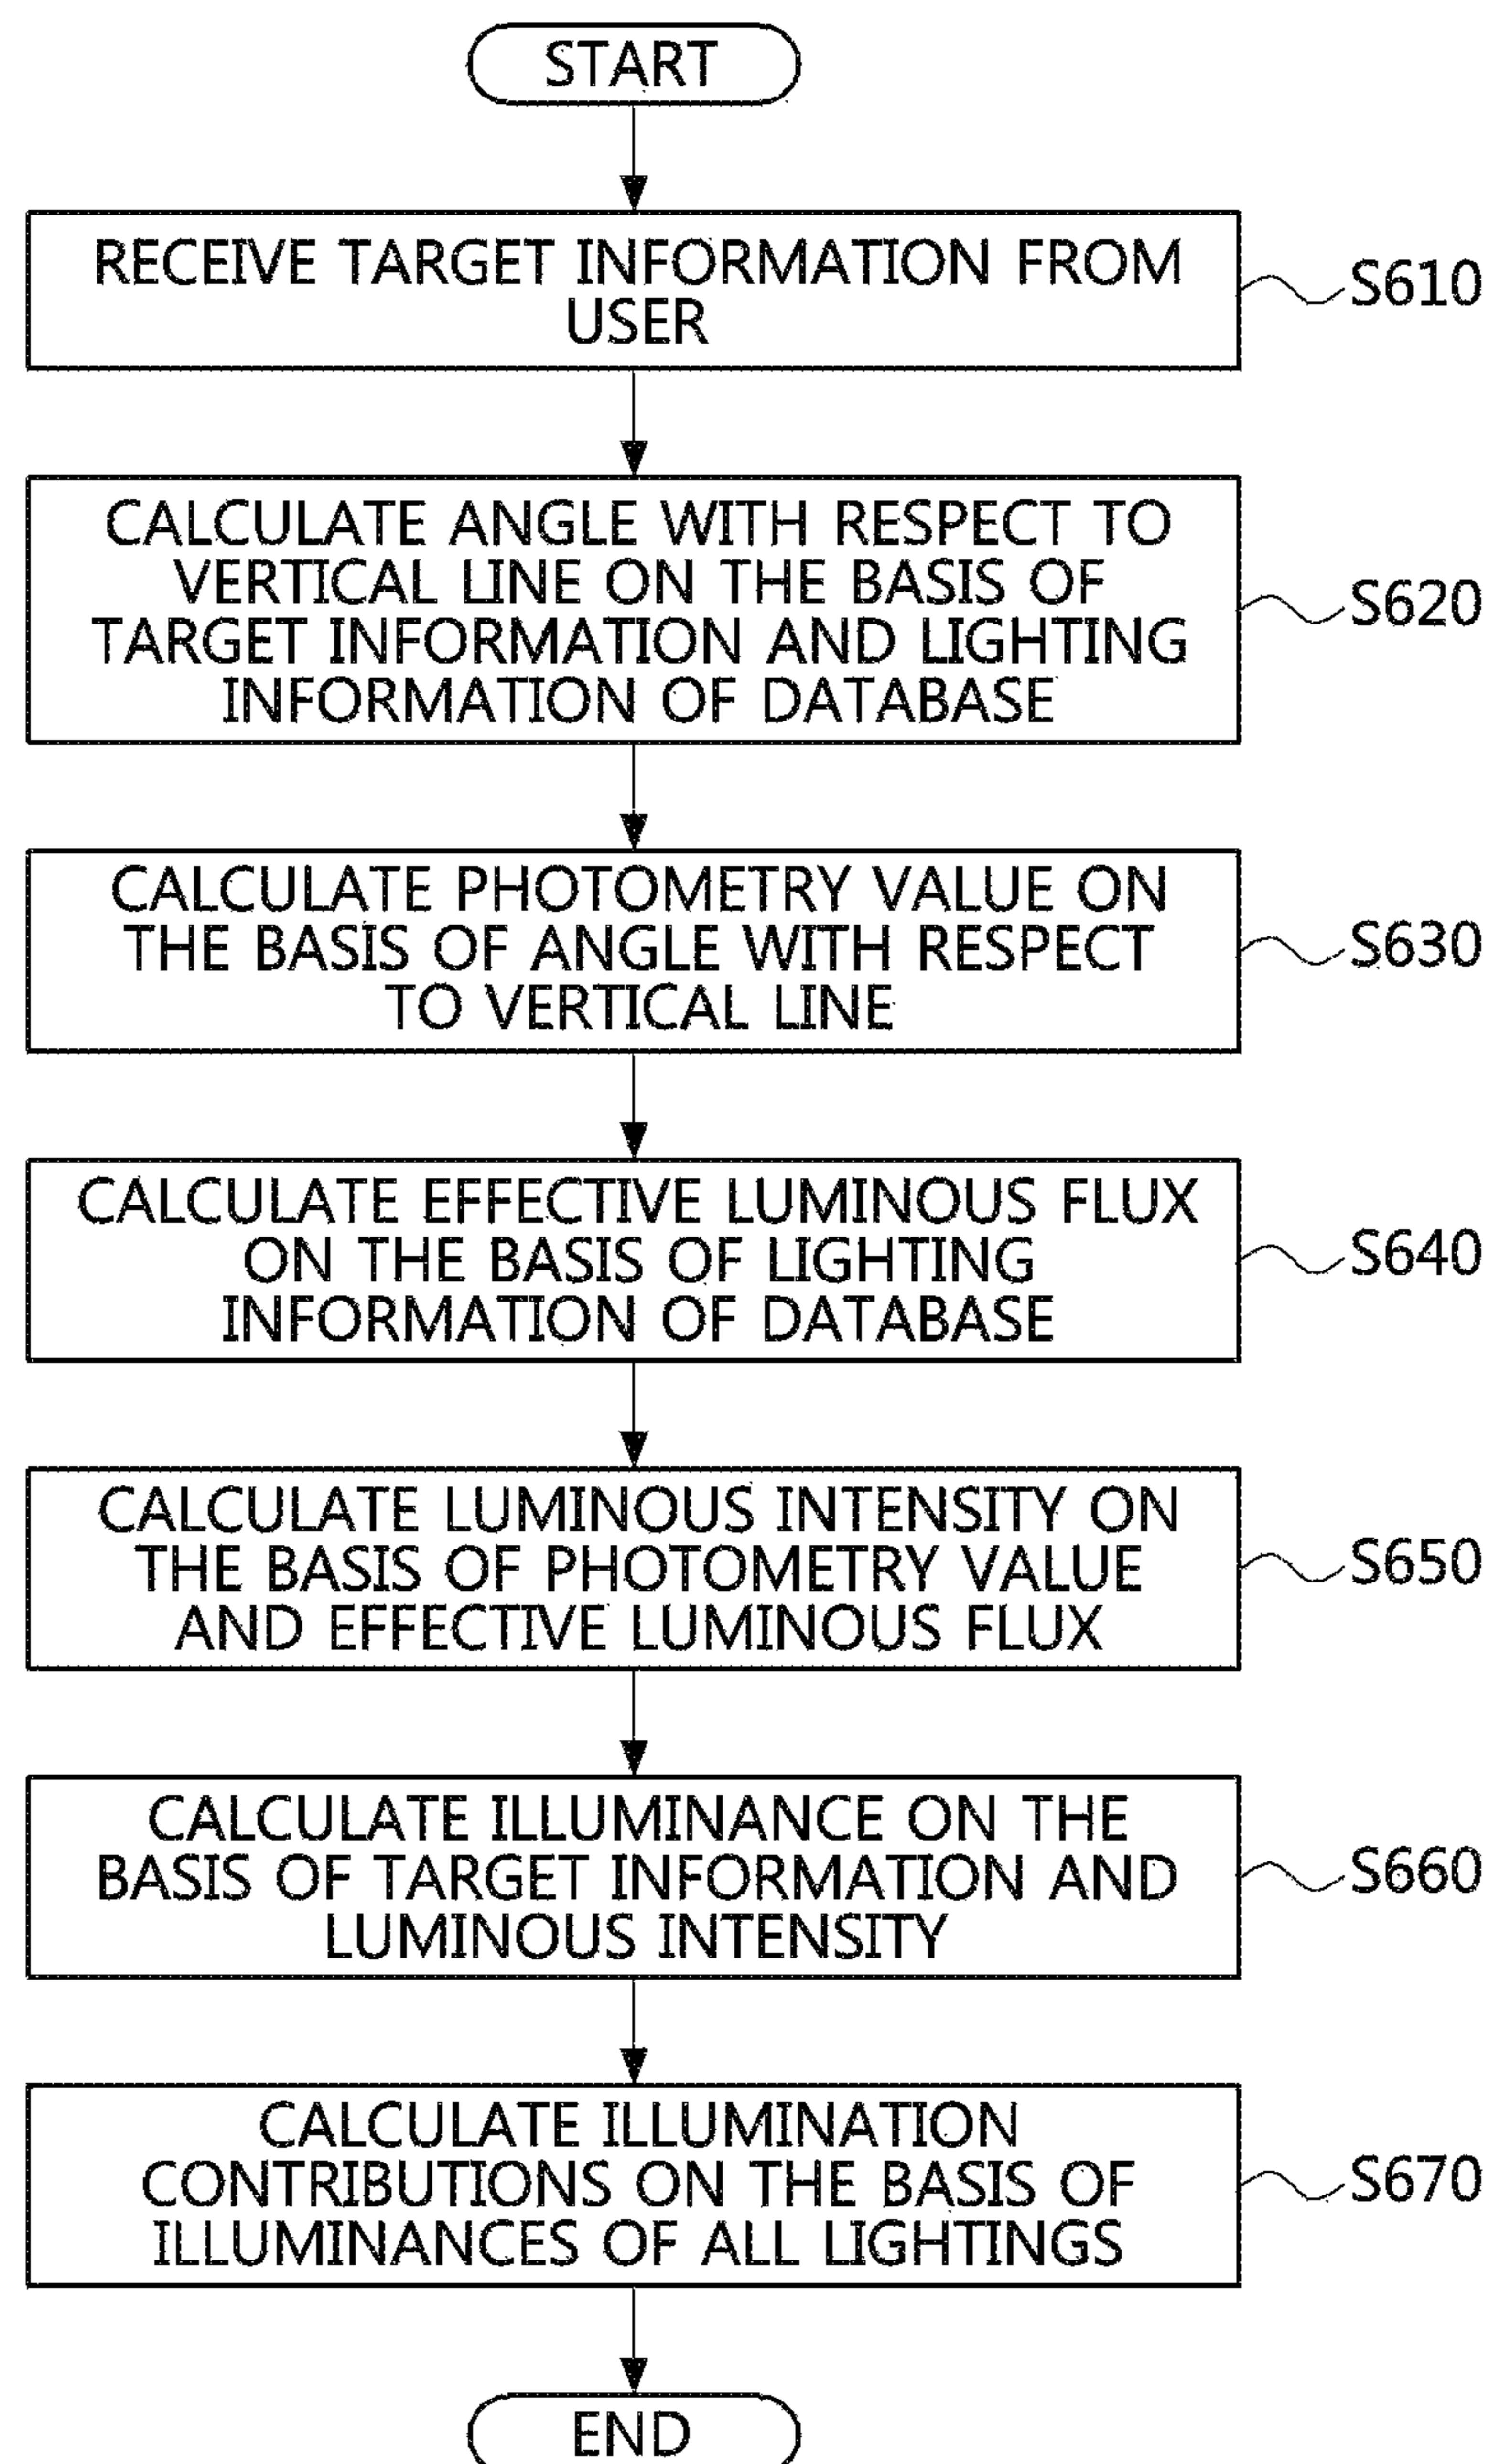 START
RECEIVE TARGET INFORMATION FROM
USER
S610
CALCULATE ANGLE WITH RESPECT TO
VERTICAL LINE ON THE BASIS OF
TARGET INFORMATION AND LIGHTING
INFORMATION OF DATABASE
S620
CALCULATE PHOTOMETRY VALUE ON
THE BASIS OF ANGLE WITH RESPECT
TO VERTICAL LINE
S630
CALCULATE EFFECTIVE LUMINOUS FLUX
ON THE BASIS OF LIGHTING
INFORMATION OF DATABASE
S640
CALCULATE LUMINOUS INTENSITY ON
THE BASIS OF PHOTOMETRY VALUE
AND EFFECTIVE LUMINOUS FLUX
S650
CALCULATE ILLUMINANCE ON THE
BASIS OF TARGET INFORMATION AND
LUMINOUS INTENSITY
S660
CALCULATE ILLUMINATION
CONTRIBUTIONS ON THE BASIS OF
ILLUMINANCES OF ALL LIGHTINGS
S670
END